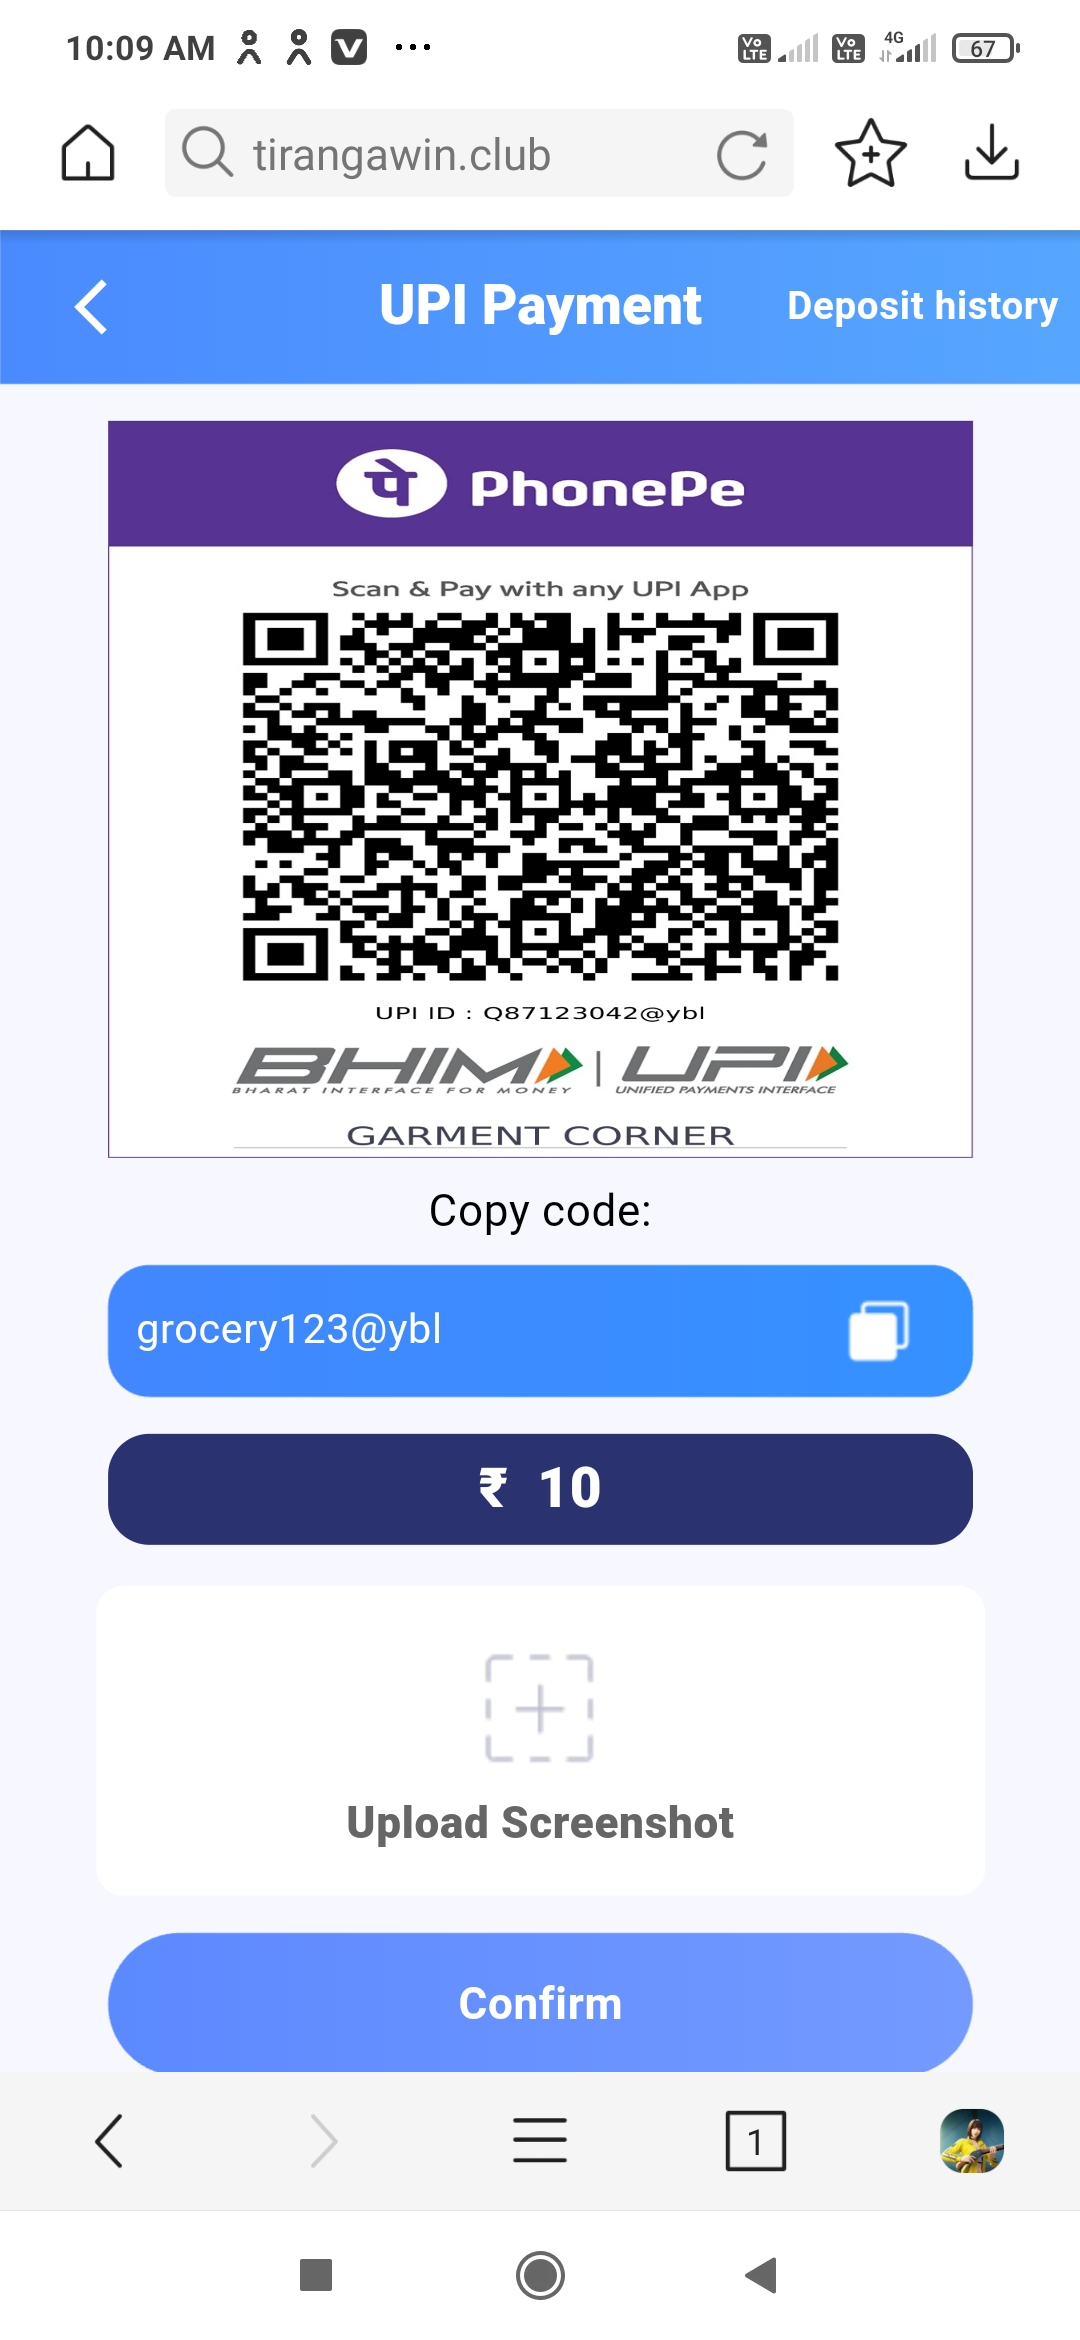 10:09 AM
Vo LTE Vo LTE 4G 67
tirangawin.club
UPI Payment
Deposit history
पे PhonePe
Scan & Pay with any UPI App
UPI ID : Q87123042@ybl
BHIM | UPI
BHARAT INTERFACE FOR MONEY UNIFIED PAYMENTS INTERFACE
GARMENT CORNER
Copy code:
grocery123@ybl
₹ 10
Upload Screenshot
Confirm
1